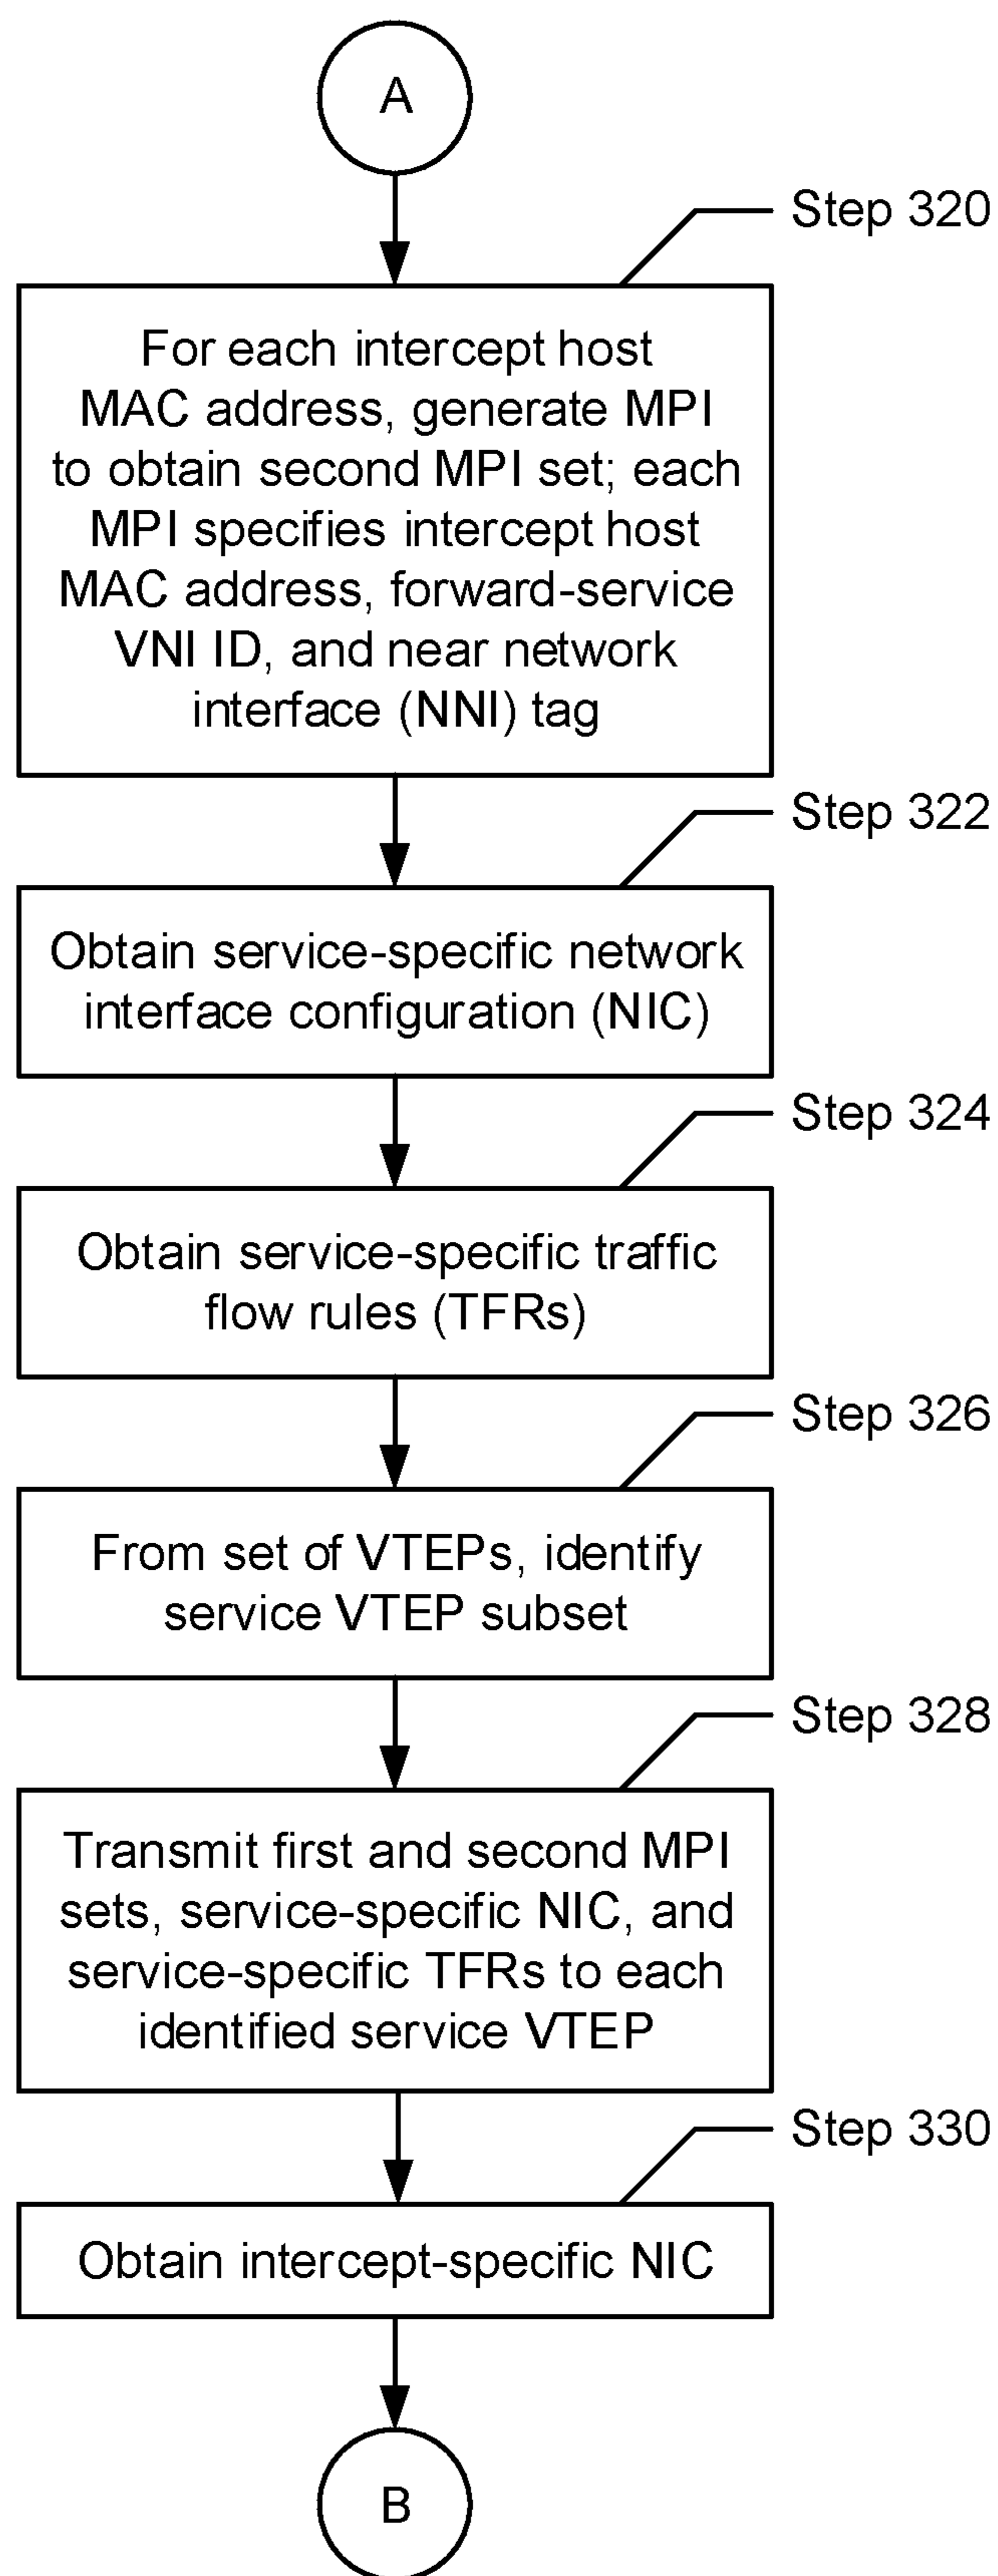 A
Step 320
For each intercept host
MAC address, generate MPI
to obtain second MPI set; each
MPI specifies intercept host
MAC address, forward-service
VNI ID, and near network
interface (NNI) tag
Step 322
Obtain service-specific network
interface configuration (NIC)
Step 324
Obtain service-specific traffic
flow rules (TFRs)
Step 326
From set of VTEPs, identify
service VTEP subset
Step 328
Transmit first and second MPI
sets, service-specific NIC, and
service-specific TFRs to each
identified service VTEP
Step 330
Obtain intercept-specific NIC
B